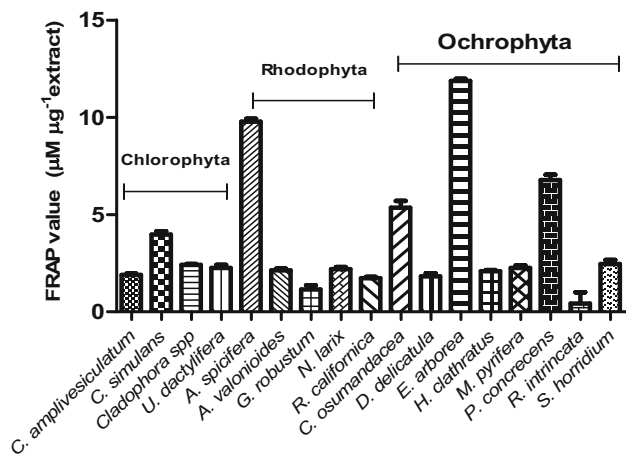 15
10
5
0
FRAP value (µM µg-1extract)
Chlorophyta
Rhodophyta
Ochrophyta
C. amplivesiculatum
C. simulans
Cladophora spp
U. dactylifera
A. spicifera
A. valonioides
G. robustum
N. larix
R. californica
C. osumandacea
D. delicatula
E. arborea
H. clathratus
M. pyrifera
P. concrecens
R. intrincata
S. horridium